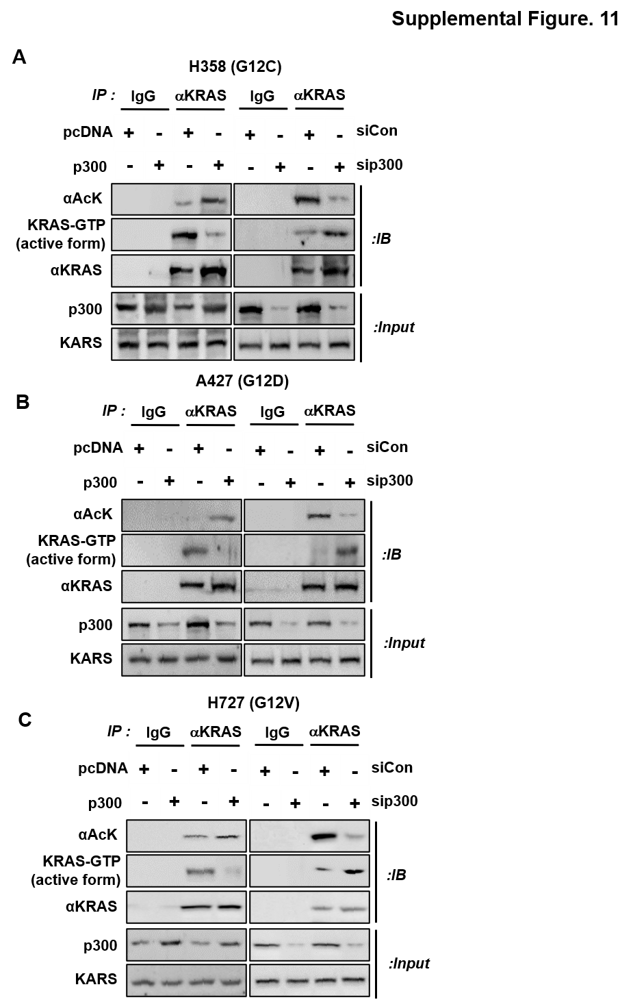 Supplemental Figure. 11
A
H358 (G12C)
IP : IgG αKRAS IgG αKRAS
pcDNA + - + - + - + - siCon
p300 - + - + - + - + sip300
αAcK
KRAS-GTP
(active form)
:IB
αKRAS
p300
:Input
KARS
A427 (G12D)
B
IP : IgG αKRAS IgG αKRAS
pcDNA + - + - + - + - siCon
p300 - + - + - + - + sip300
αAcK
KRAS-GTP
(active form)
:IB
αKRAS
p300
:Input
KARS
H727 (G12V)
C
IP : IgG αKRAS IgG αKRAS
pcDNA + - + - + - + - siCon
p300 - + - + - + - + sip300
αAcK
KRAS-GTP
(active form)
:IB
αKRAS
p300
:Input
KARS